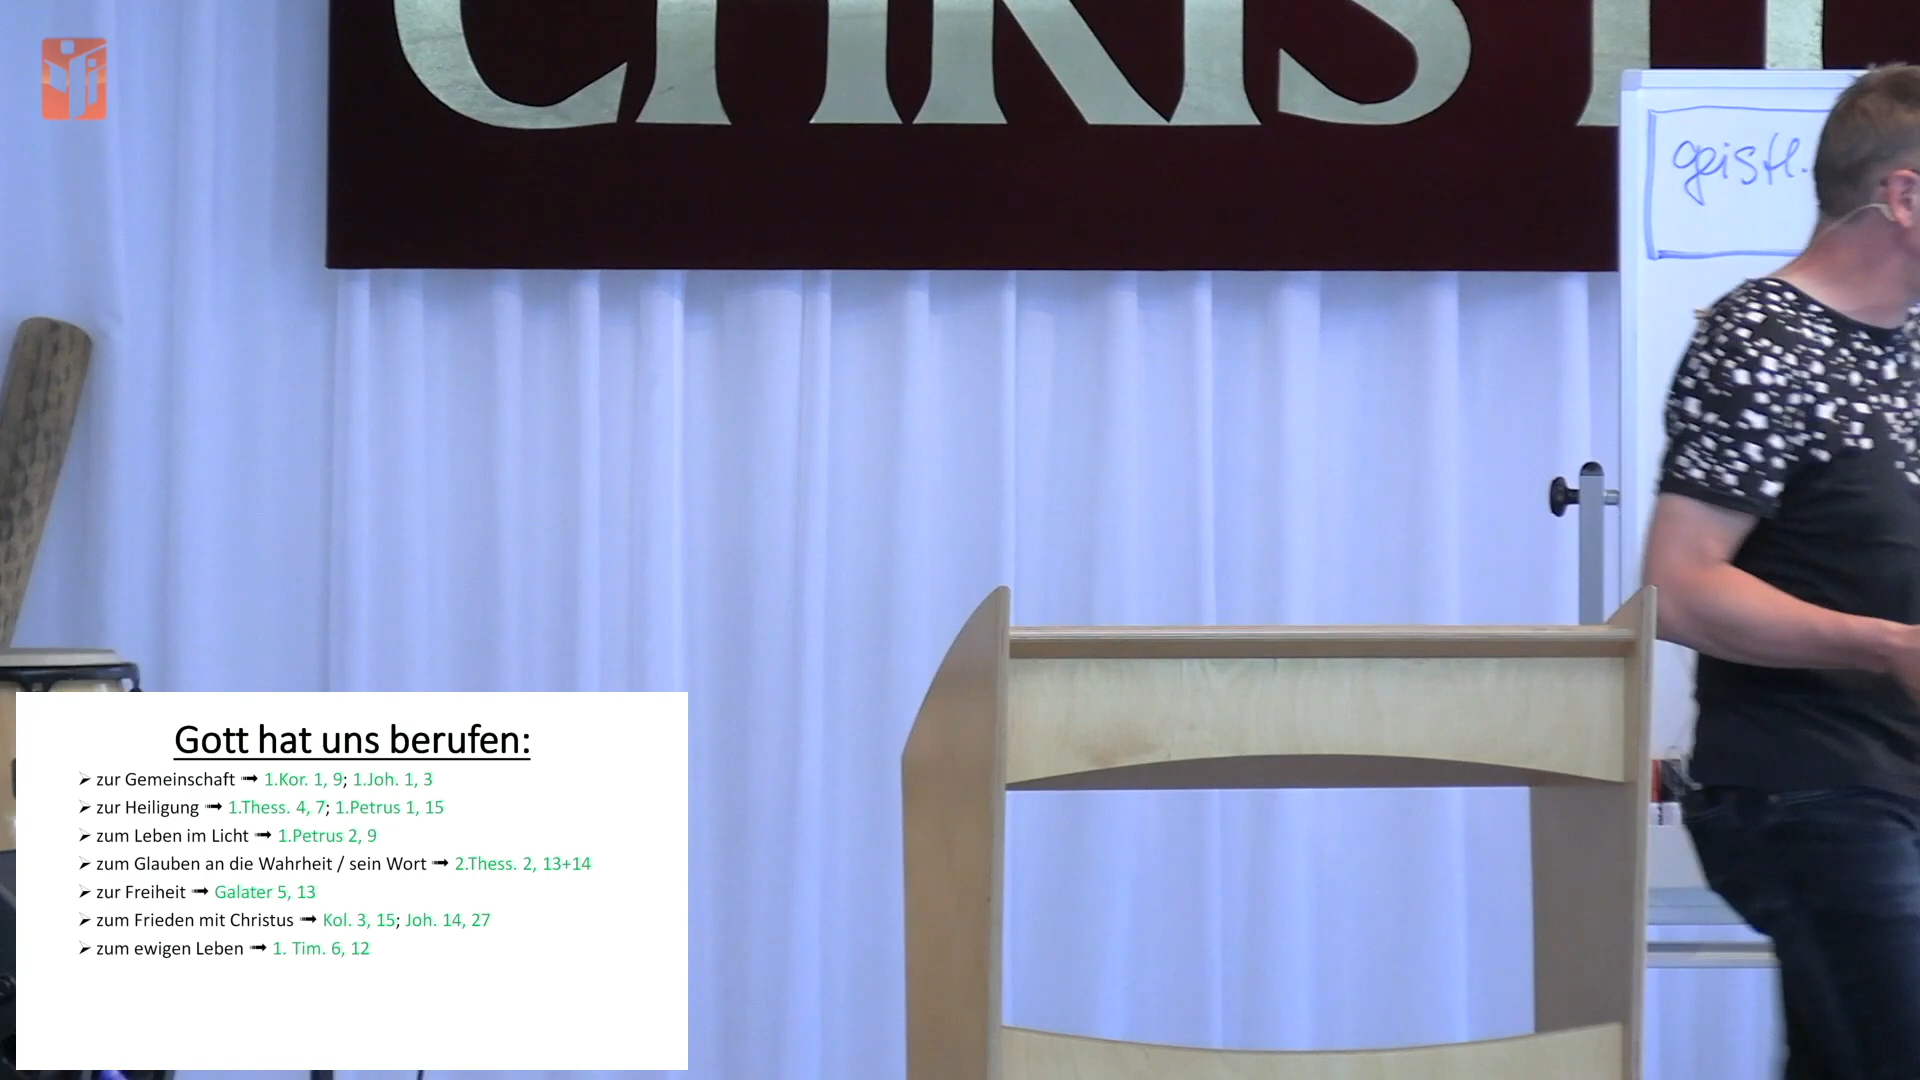 CHRIST
geistl.
Gott hat uns berufen:
➢ zur Gemeinschaft ➟ 1.Kor. 1, 9; 1.Joh. 1, 3
➢ zur Heiligung ➟ 1.Thess. 4, 7; 1.Petrus 1, 15
➢ zum Leben im Licht ➟ 1.Petrus 2, 9
➢ zum Glauben an die Wahrheit / sein Wort ➟ 2.Thess. 2, 13+14
➢ zur Freiheit ➟ Galater 5, 13
➢ zum Frieden mit Christus ➟ Kol. 3, 15; Joh. 14, 27
➢ zum ewigen Leben ➟ 1. Tim. 6, 12